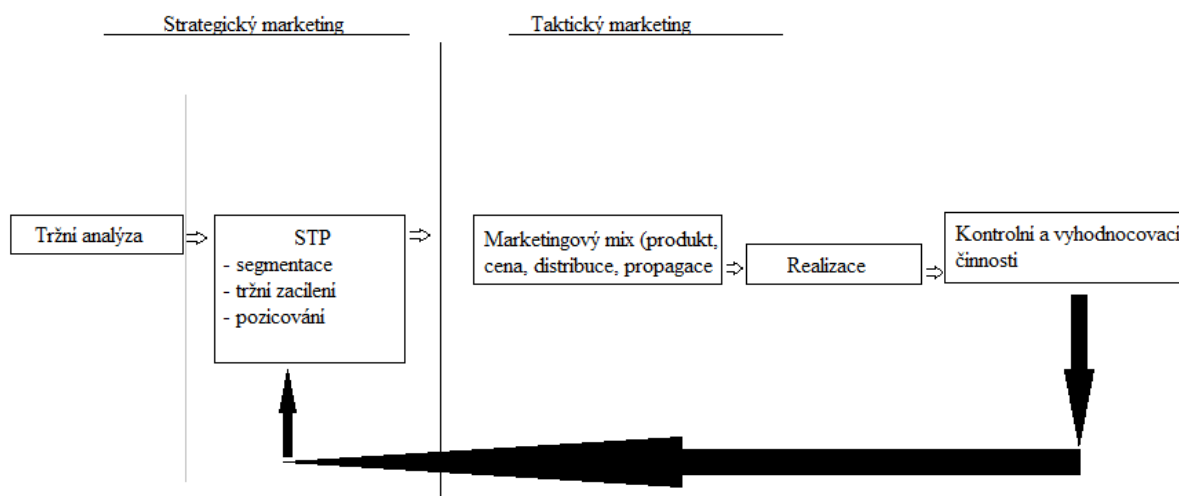 Strategický marketing
Taktický marketing
Tržní analýza
STP
- segmentace
- tržní zacílení
- pozicování
Marketingový mix (produkt,
cena, distribuce, propagace
Realizace
Kontrolní a vyhodnocovací
činnosti